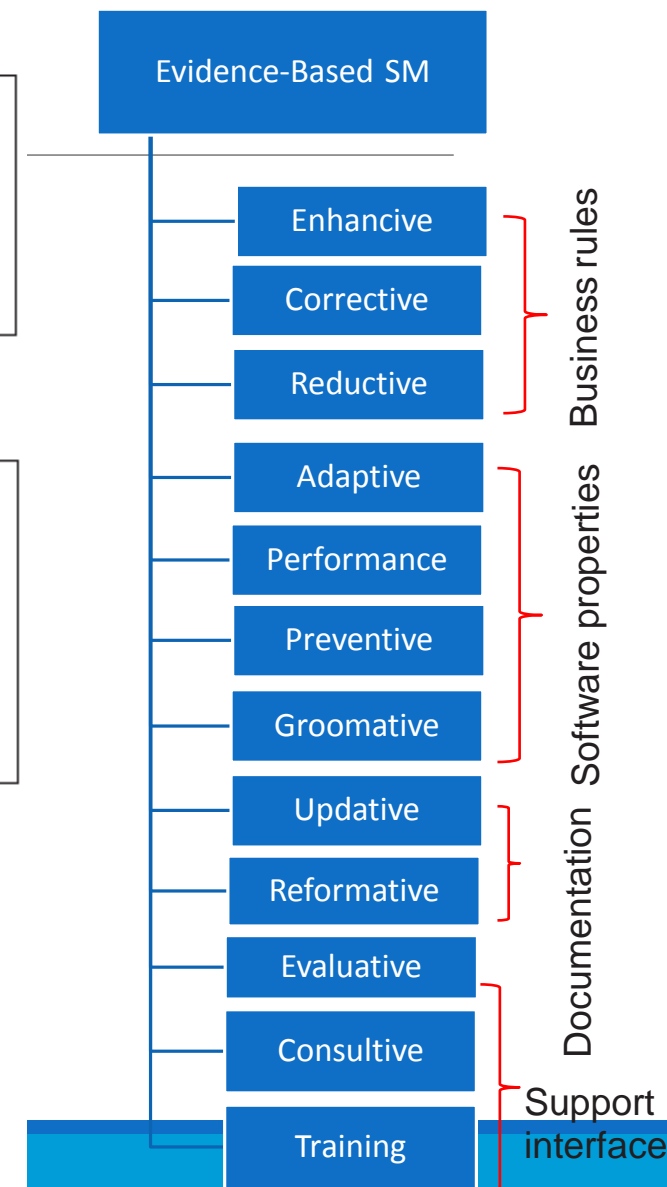 Evidence-Based SM
Enhancive
Corrective
Reductive
Business rules
Adaptive
Performance
Preventive
Groomative
Software properties
Updative
Reformative
Documentation
Evaluative
Consultive
Training
Support
interface